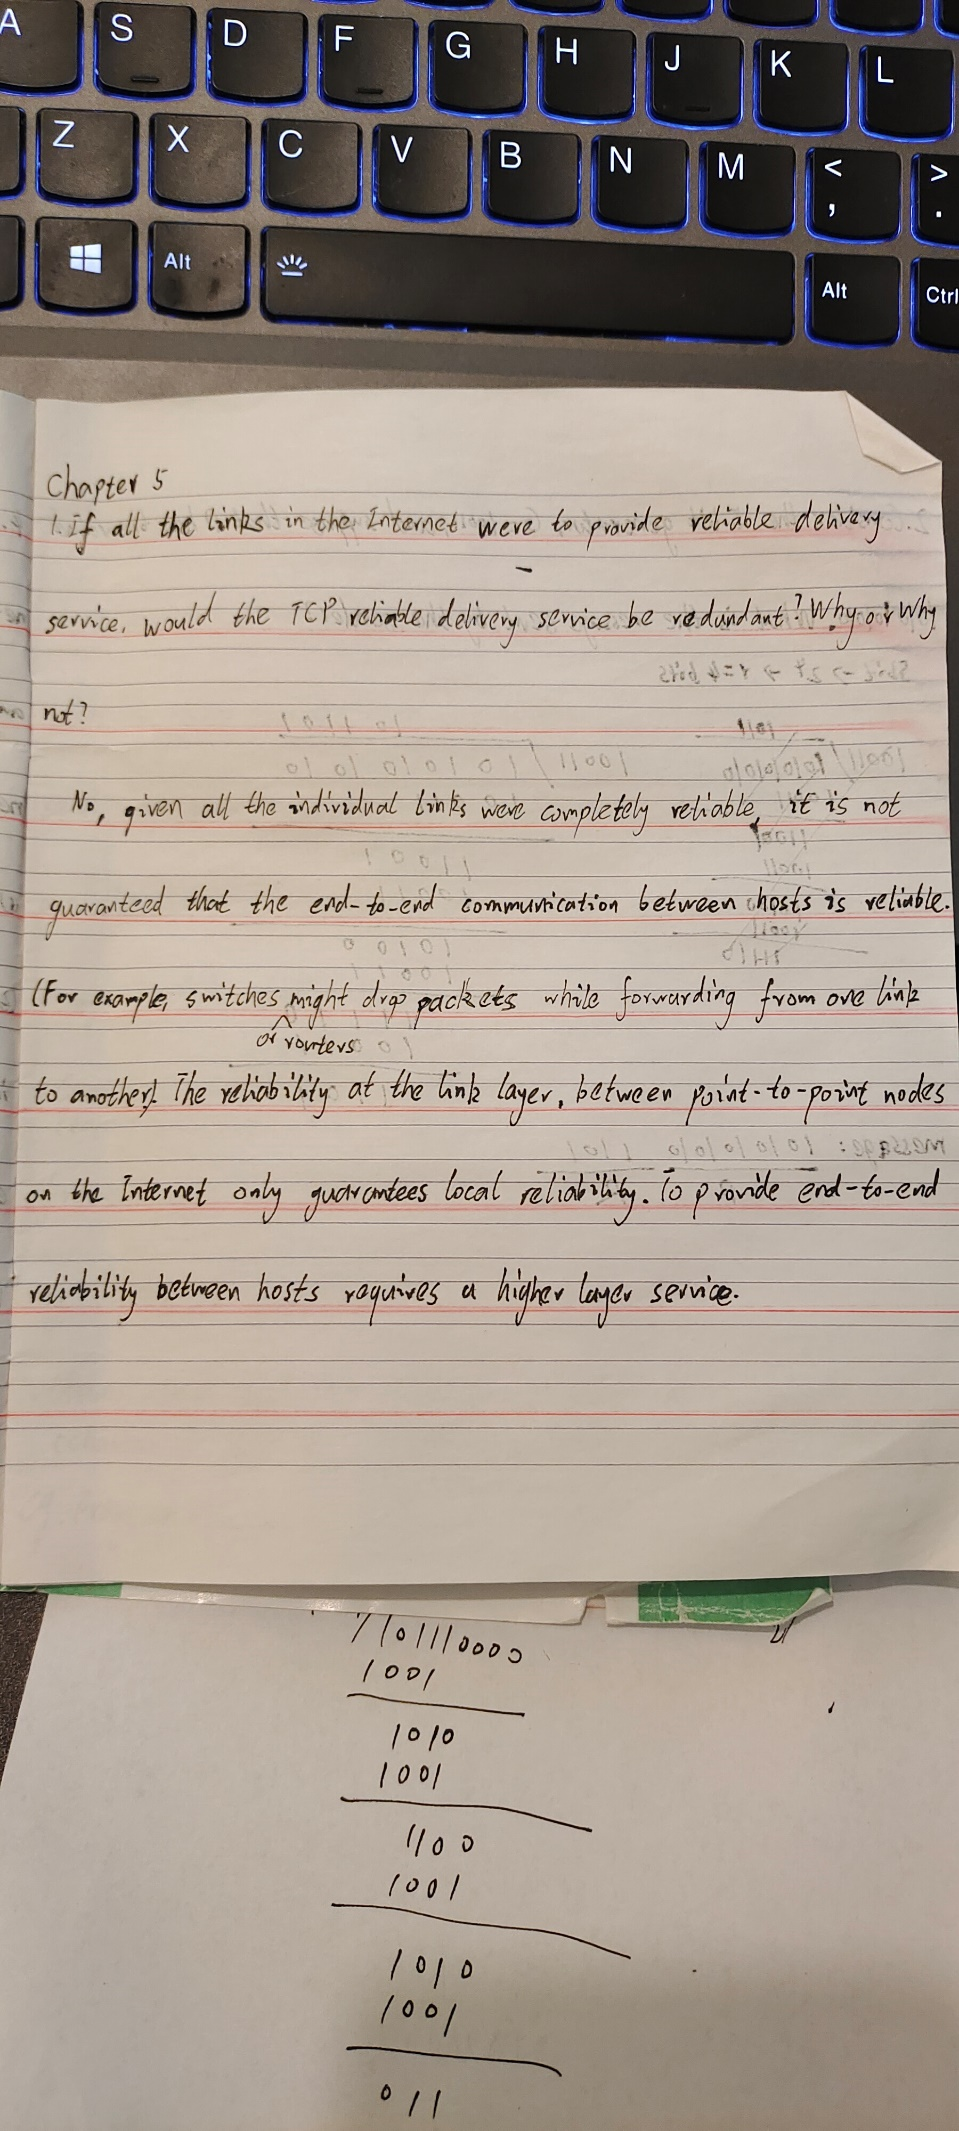 A S D F G H J K L
Z X C V B N M < , > .
Alt Alt Ctrl
Chapter 5
1. If all the links in the Internet were to provide reliable delivery
service, would the TCP reliable delivery service be redundant? Why or Why
not?
No, given all the individual links were completely reliable, it is not
guaranteed that the end-to-end communication between hosts is reliable.
(For example, switches might drop packets while forwarding from one link
or routers
to another). The reliability at the link layer, between point-to-point nodes
on the Internet only guarantees local reliability. To provide end-to-end
reliability between hosts requires a higher layer service.
101110000
1001
1010
1001
1100
1001
1010
1001
011